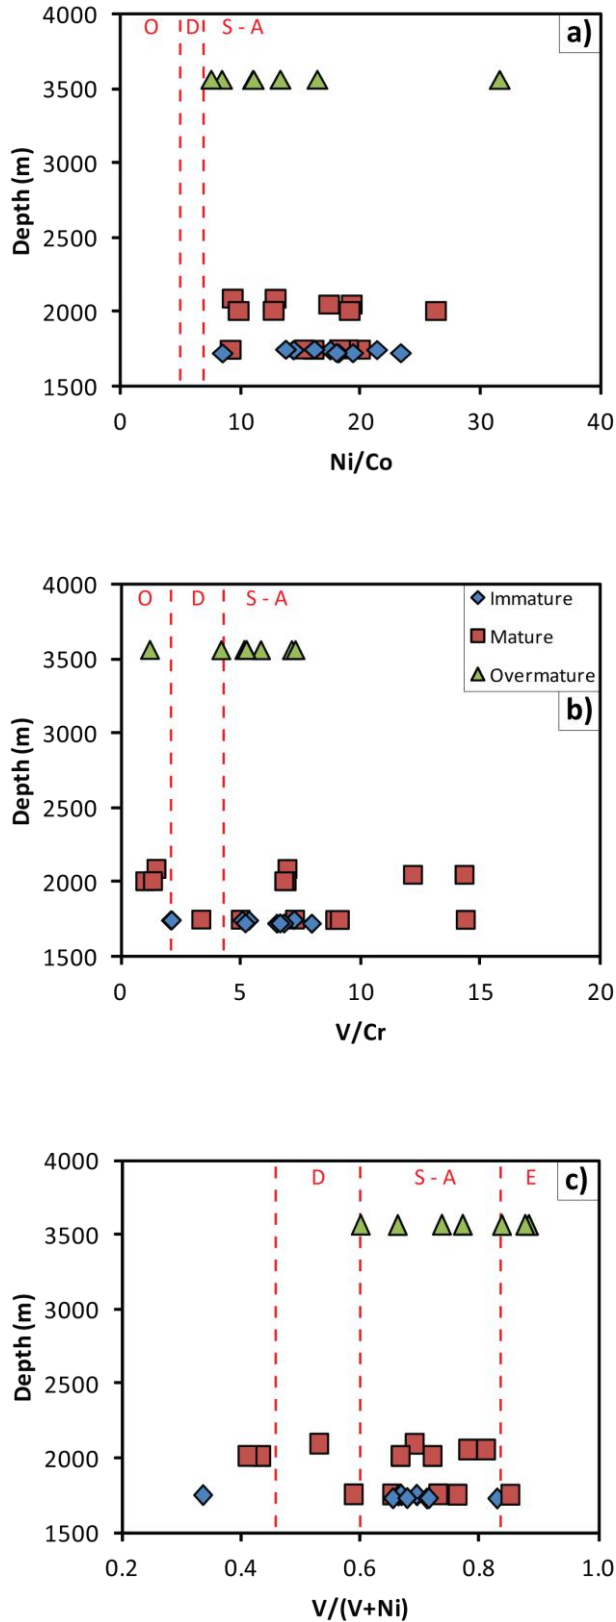 4000
O D S - A a)
3500
3000
2500
2000
1500
0 10 20 30 40
Depth (m)
Ni/Co
4000
O D S - A
Immature
Mature
Overmature
b)
3500
3000
2500
2000
1500
0 5 10 15 20
Depth (m)
V/Cr
4000
D S - A E c)
3500
3000
2500
2000
1500
0.2 0.4 0.6 0.8 1.0
Depth (m)
V/(V+Ni)